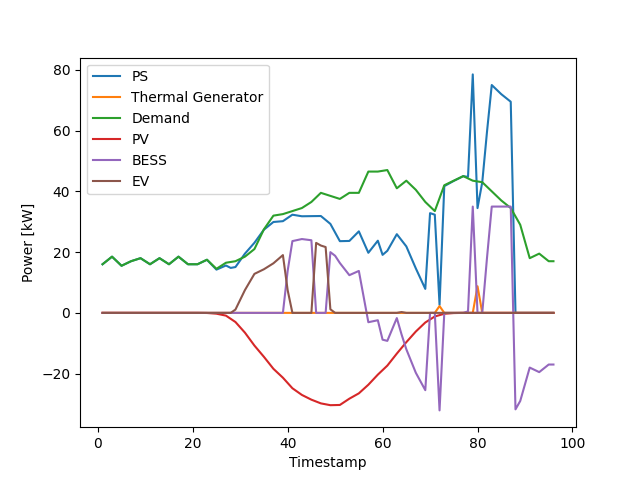 80
60
40
20
0
−20
Power [kW]
PS
Thermal Generator
Demand
PV
BESS
EV
0 20 40 60 80 100
Timestamp